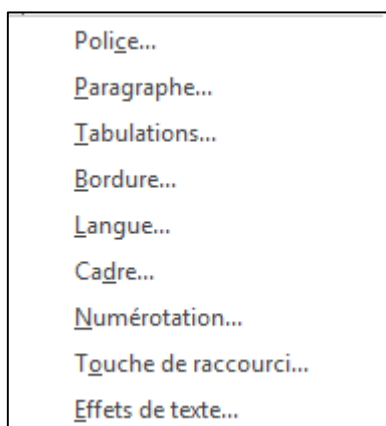 Police...
Paragraphe...
Tabulations...
Bordure...
Langue...
Cadre...
Numérotation...
Touche de raccourci...
Effets de texte...